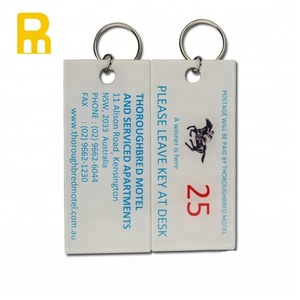 THOROUGHBRED MOTEL
AND SERVICED APARTMENTS
11 Alison Road, Kensington
NSW, 2033 Australia
PHONE : (02) 9662-6044
FAX : (02) 9662-1230
www.thoroughbredmotel.com.au
POSTAGE WILL BE PAID BY THOROUGHBRED MOTEL
25
A winner is here
PLEASE LEAVE KEY AT DESK